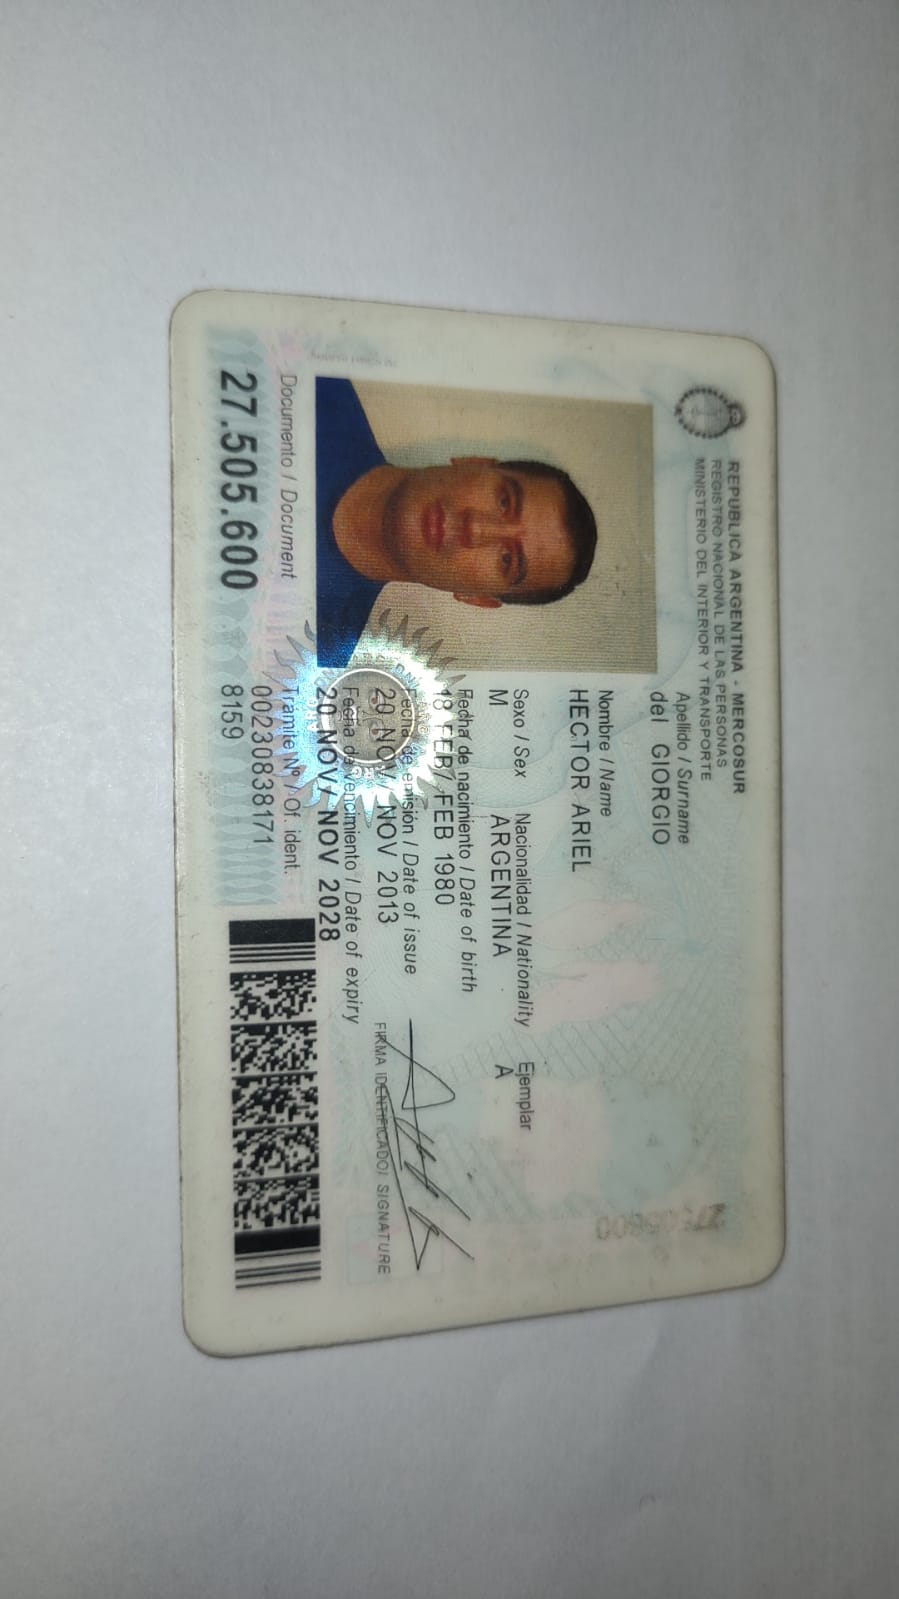 REPUBLICA ARGENTINA - MERCOSUR
REGISTRO NACIONAL DE LAS PERSONAS
MINISTERIO DEL INTERIOR Y TRANSPORTE
Apellido / Surname
del GIORGIO
Nombre / Name
HECTOR ARIEL
Sexo / Sex Nacionalidad / Nationality Ejemplar
M ARGENTINA A
Fecha de nacimiento / Date of birth
18 FEB/ FEB 1980
Fecha de emisión / Date of issue
20 NOV/ NOV 2013
Fecha de vencimiento / Date of expiry
20 NOV/ NOV 2028
FIRMA IDENTIFICADO/ SIGNATURE
Documento / Document
27.505.600
Trámite Nº / Of. ident.
00230838171
8159